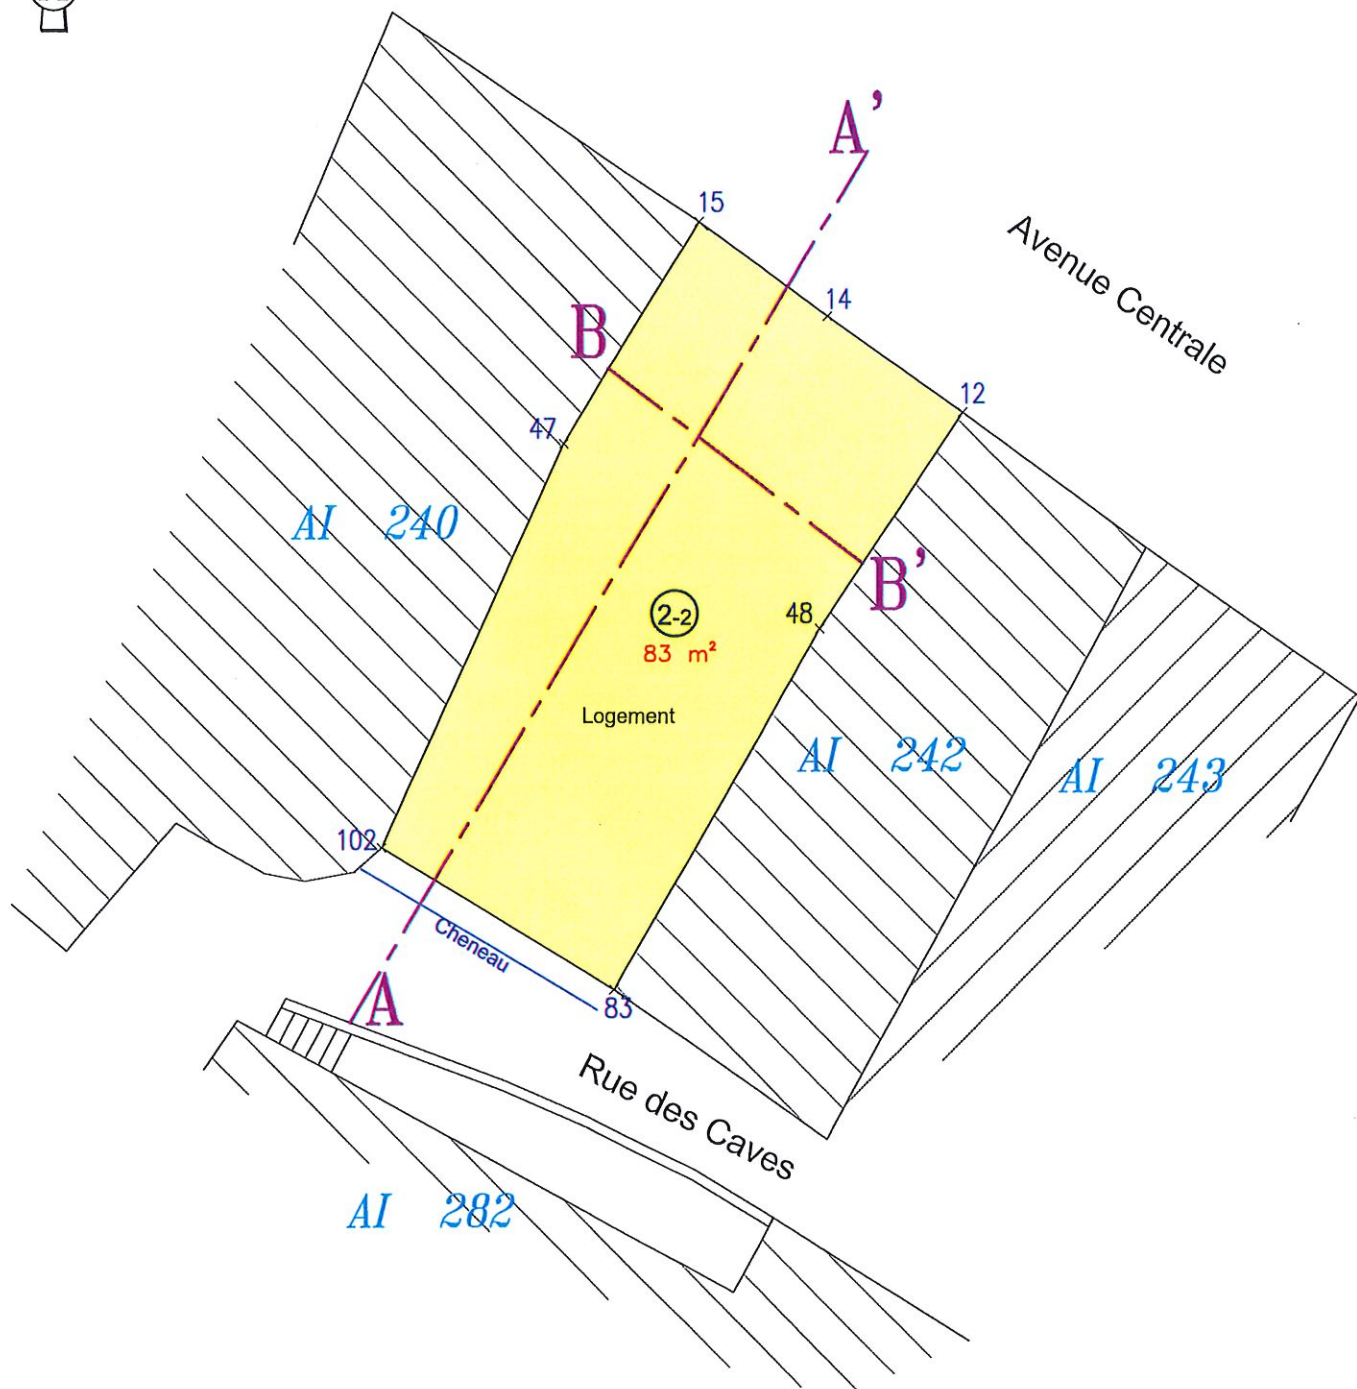 A'
15
Avenue Centrale
14
B
12
47
AI 240
B'
2-2
48
83 m²
Logement
AI 242
AI 243
102
Cheneau
A
83
Rue des Caves
AI 282